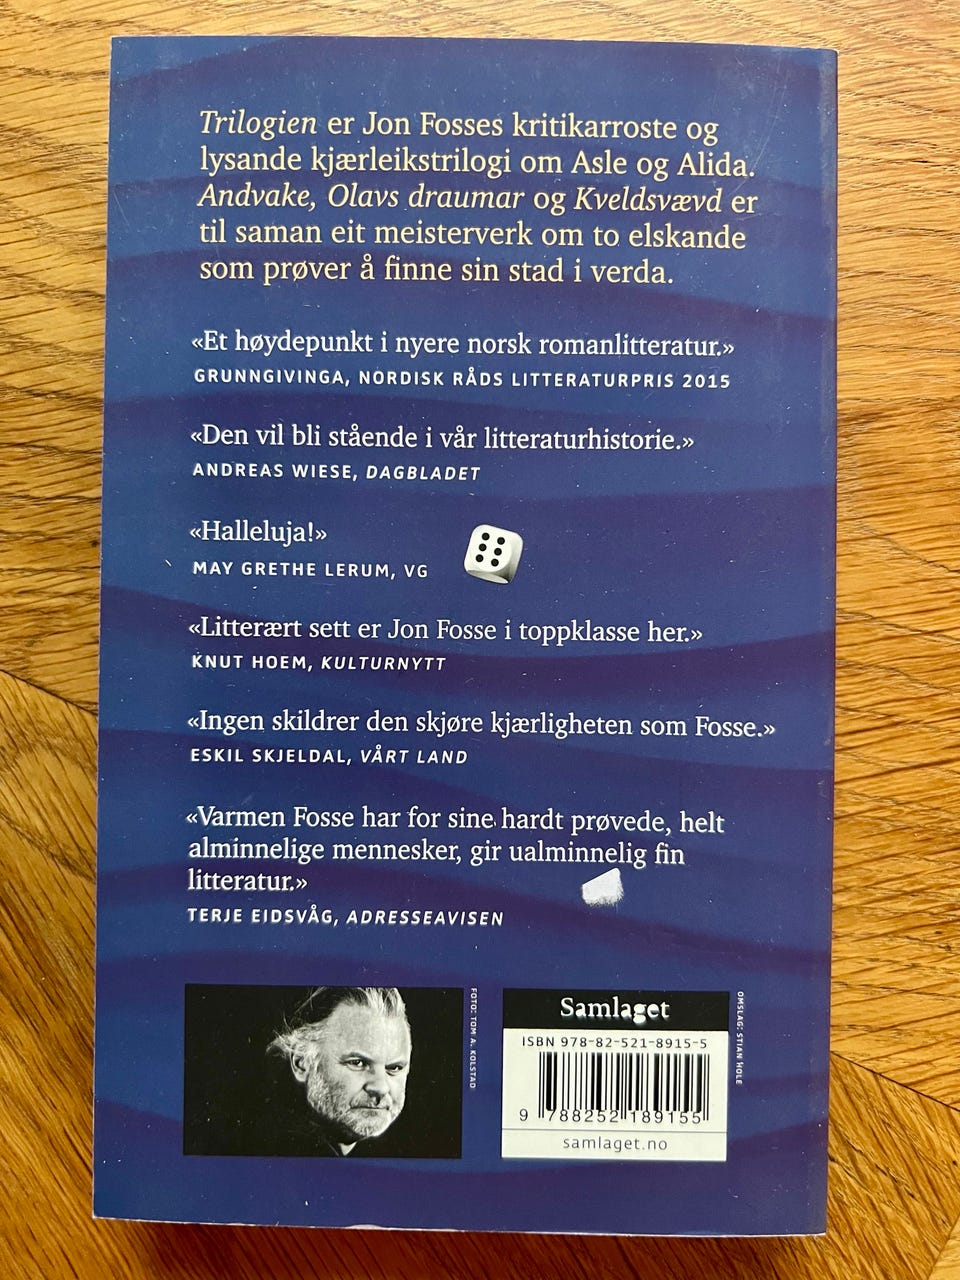 Trilogien er Jon Fosses kritikarroste og
lysande kjærleikstrilogi om Asle og Alida.
Andvake, Olavs draumar og Kveldsvævd er
til saman eit meisterverk om to elskande
som prøver å finne sin stad i verda.
«Et høydepunkt i nyere norsk romanlitteratur.»
GRUNNGIVINGA, NORDISK RÅDS LITTERATURPRIS 2015
«Den vil bli stående i vår litteraturhistorie.»
ANDREAS WIESE, DAGBLADET
«Halleluja!»
MAY GRETHE LERUM, VG
«Litterært sett er Jon Fosse i toppklasse her.»
KNUT HOEM, KULTURNYTT
«Ingen skildrer den skjøre kjærligheten som Fosse.»
ESKIL SKJELDAL, VÅRT LAND
«Varmen Fosse har for sine hardt prøvede, helt
alminnelige mennesker, gir ualminnelig fin
litteratur.»
TERJE EIDSVÅG, ADRESSEAVISEN
FOTO: TOM A. KOLSTAD
Samlaget
ISBN 978-82-521-8915-5
9 788252 189155
samlaget.no
OMSLAG: STIAN HOLE